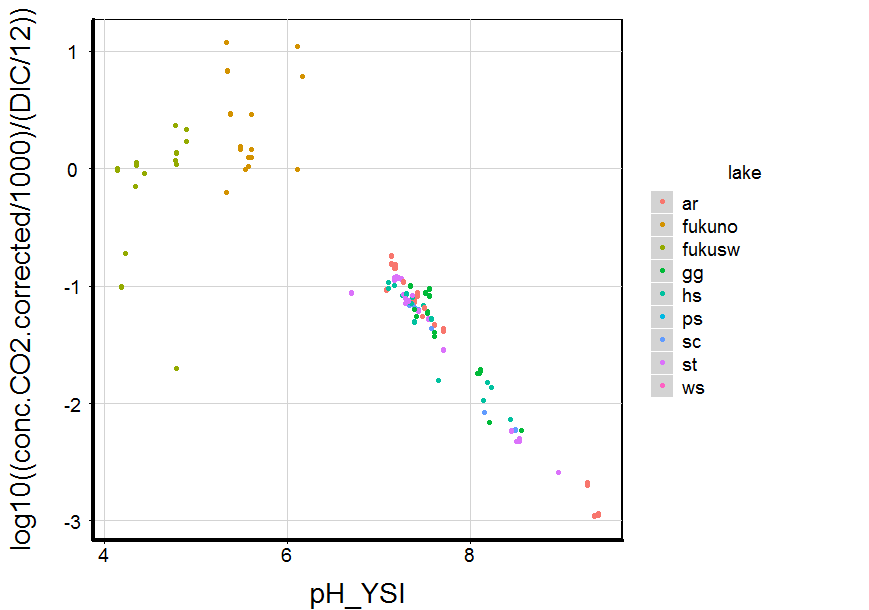 log10((conc.CO2.corrected/1000)/(DIC/12))
1
0
-1
-2
-3
4
6
8
pH_YSI
lake
ar
fukuno
fukusw
gg
hs
ps
sc
st
ws